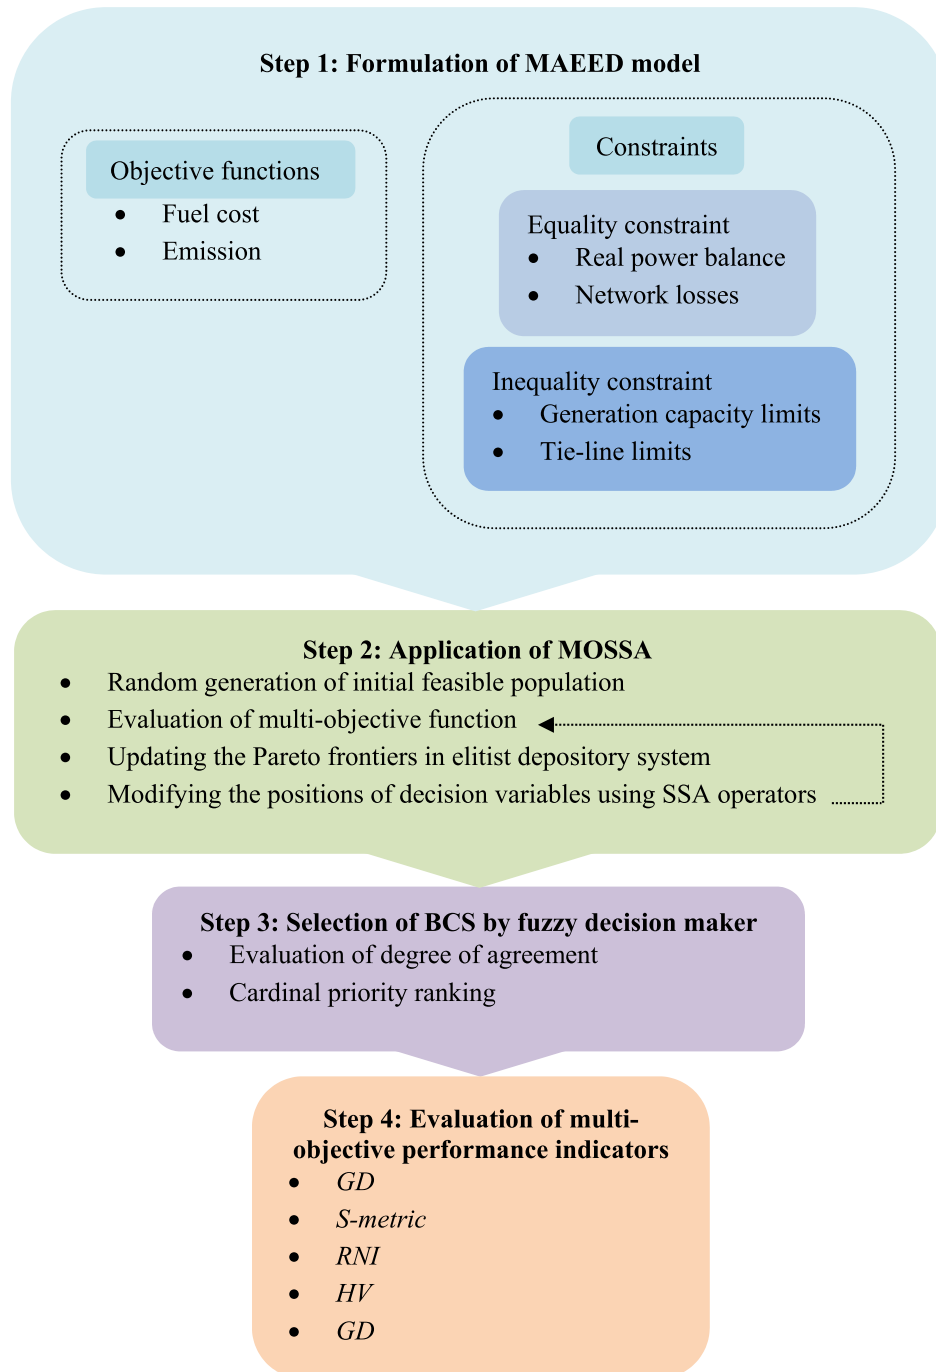 Step 1: Formulation of MAEED model
Objective functions
• Fuel cost
• Emission
Constraints
Equality constraint
• Real power balance
• Network losses
Inequality constraint
• Generation capacity limits
• Tie-line limits
Step 2: Application of MOSSA
• Random generation of initial feasible population
• Evaluation of multi-objective function
• Updating the Pareto frontiers in elitist depository system
• Modifying the positions of decision variables using SSA operators
Step 3: Selection of BCS by fuzzy decision maker
• Evaluation of degree of agreement
• Cardinal priority ranking
Step 4: Evaluation of multi-
objective performance indicators
• GD
• S-metric
• RNI
• HV
• GD